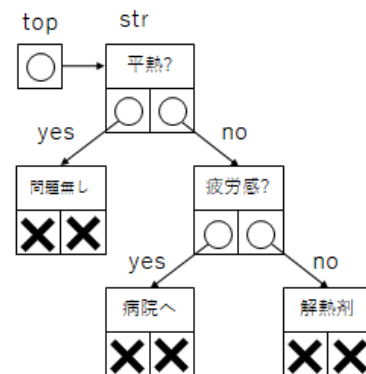 top
str
平熱?
yes
no
問題無し
疲労感?
yes
no
病院へ
解熱剤